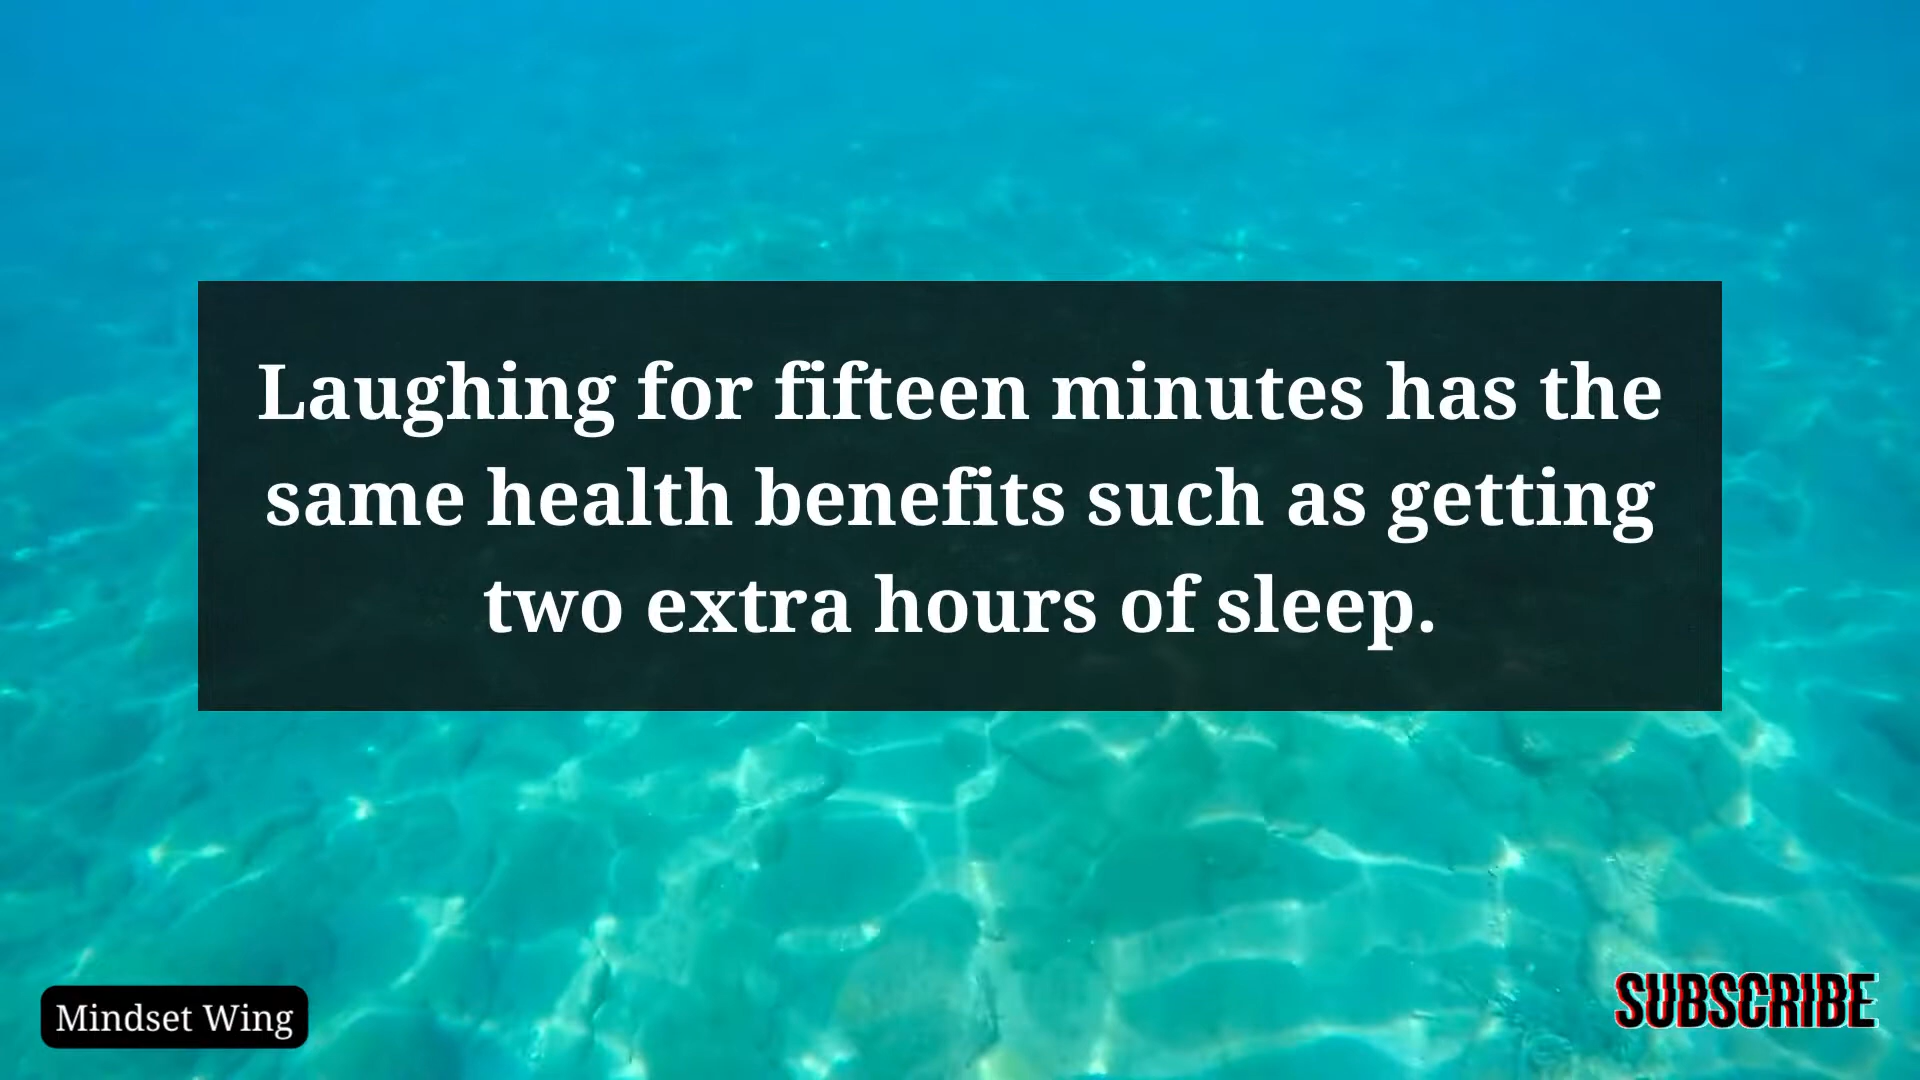 Laughing for fifteen minutes has the
same health benefits such as getting
two extra hours of sleep.
Mindset Wing
SUBSCRIBE